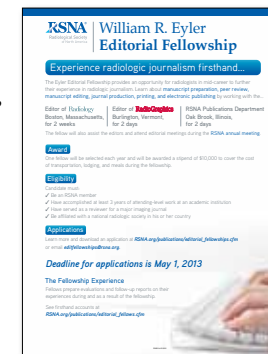 RSNA®
Radiological Society
of North America
William R. Eyler
Editorial Fellowship
Experience radiologic journalism firsthand...
The Eyler Editorial Fellowship provides an opportunity for radiologists in mid-career to further
their experience in radiologic journalism. Learn about manuscript preparation, peer review,
manuscript editing, journal production, printing, and electronic publishing by working with the...
Editor of Radiology
Boston, Massachusetts,
for 2 weeks
Editor of RadioGraphics
Burlington, Vermont,
for 2 days
RSNA Publications Department
Oak Brook, Illinois,
for 2 days
The fellow will also assist the editors and attend editorial meetings during the RSNA annual meeting.
Award
One fellow will be selected each year and will be awarded a stipend of $10,000 to cover the cost
of transportation, lodging, and meals during the fellowship.
Eligibility
Candidate must:
✓ Be an RSNA member
✓ Have accomplished at least 3 years of attending-level work at an academic institution
✓ Have served as a reviewer for a major imaging journal
✓ Be affiliated with a national radiologic society in his or her country
Applications
Learn more and download an application at RSNA.org/publications/editorial_fellowships.cfm
or email editfellowships@rsna.org.
Deadline for applications is May 1, 2013
The Fellowship Experience
Fellows prepare evaluations and follow-up reports on their
experiences during and as a result of the fellowship.
See firsthand accounts at
RSNA.org/publications/editorial_fellows.cfm